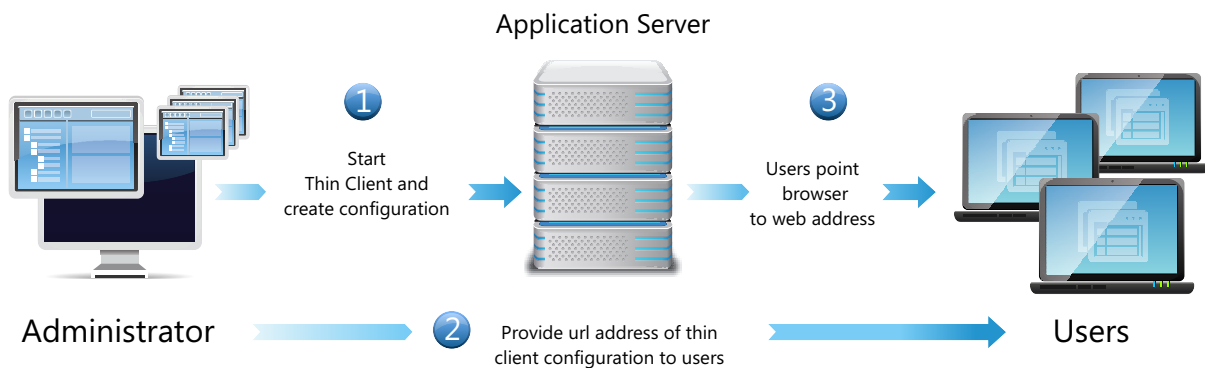 Application Server
1
Start
Thin Client and
create configuration
3
Users point
browser
to web address
Administrator
2
Provide url address of thin
client configuration to users
Users